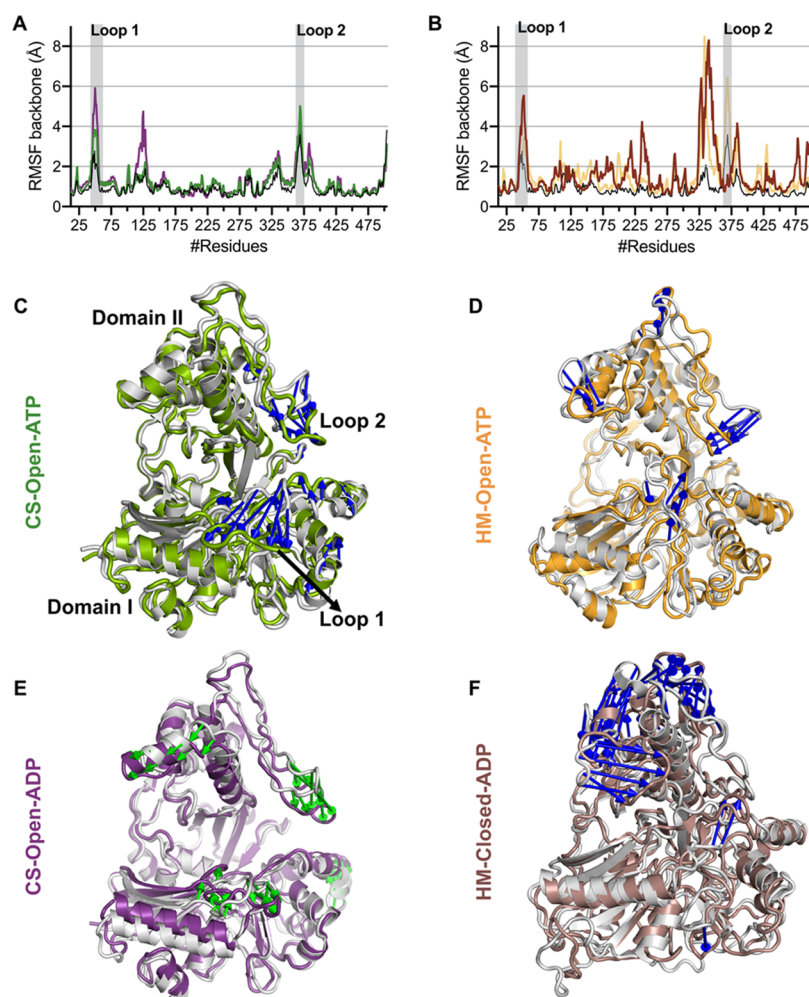 A
Loop 1
Loop 2
RMSF backbone (Å)
8
6
4
2
0
25 75 125 175 225 275 325 375 425 475
#Residues
B
Loop 1
Loop 2
RMSF backbone (Å)
8
6
4
2
0
25 75 125 175 225 275 325 375 425 475
#Residues
C
Domain II
Loop 2
CS-Open-ATP
Domain I
Loop 1
D
HM-Open-ATP
E
CS-Open-ADP
F
HM-Closed-ADP